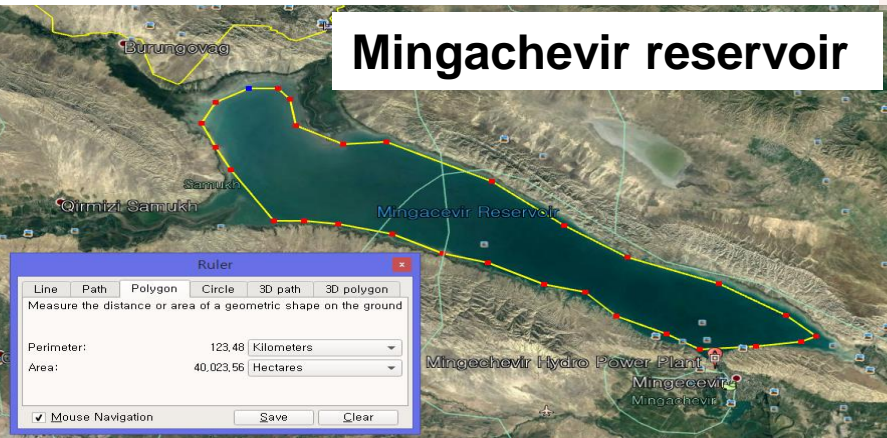 Mingachevir reservoir
Burungovag
Samukh
Qirmizi Samukh
Mingacevir Reservoir
Ruler
Line Path Polygon Circle 3D path 3D polygon
Measure the distance or area of a geometric shape on the ground
Perimeter: 123,48 Kilometers
Area: 40,023,56 Hectares
Mouse Navigation Save Clear
Mingechevir Hydro Power Plant
Mingecevir
Mingachevir